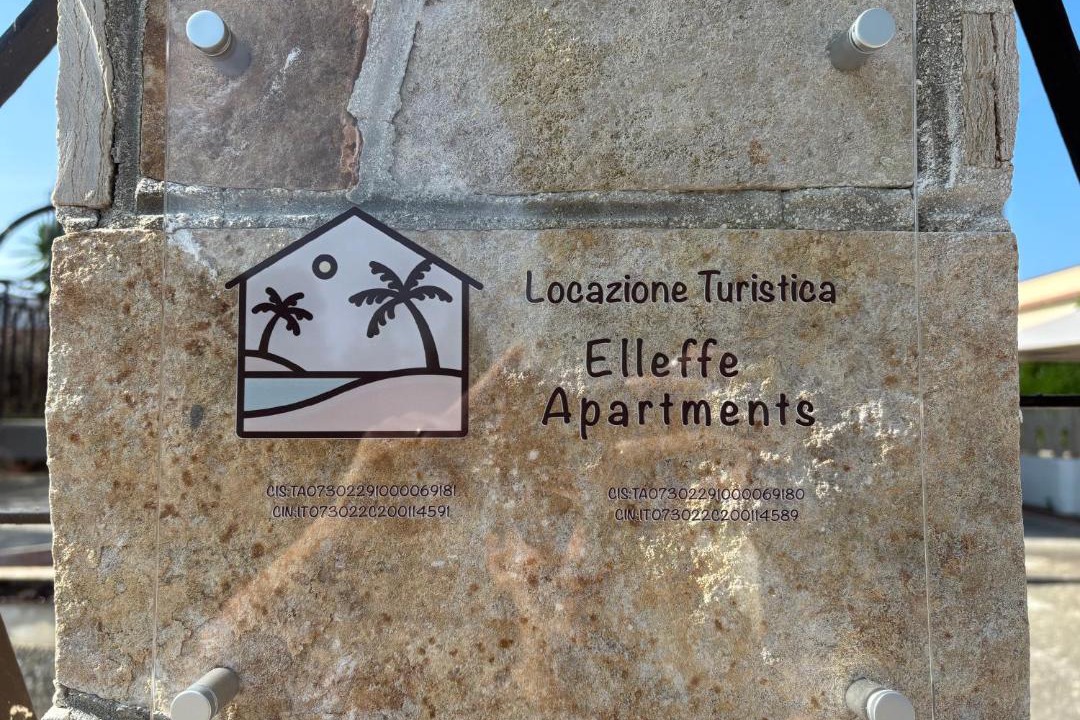 Locazione Turistica
Elleffe
Apartments
CIS:TA07302291000069181
CIN:IT073022C200114591
CIS:TA07302291000069180
CIN:IT073022C200114589